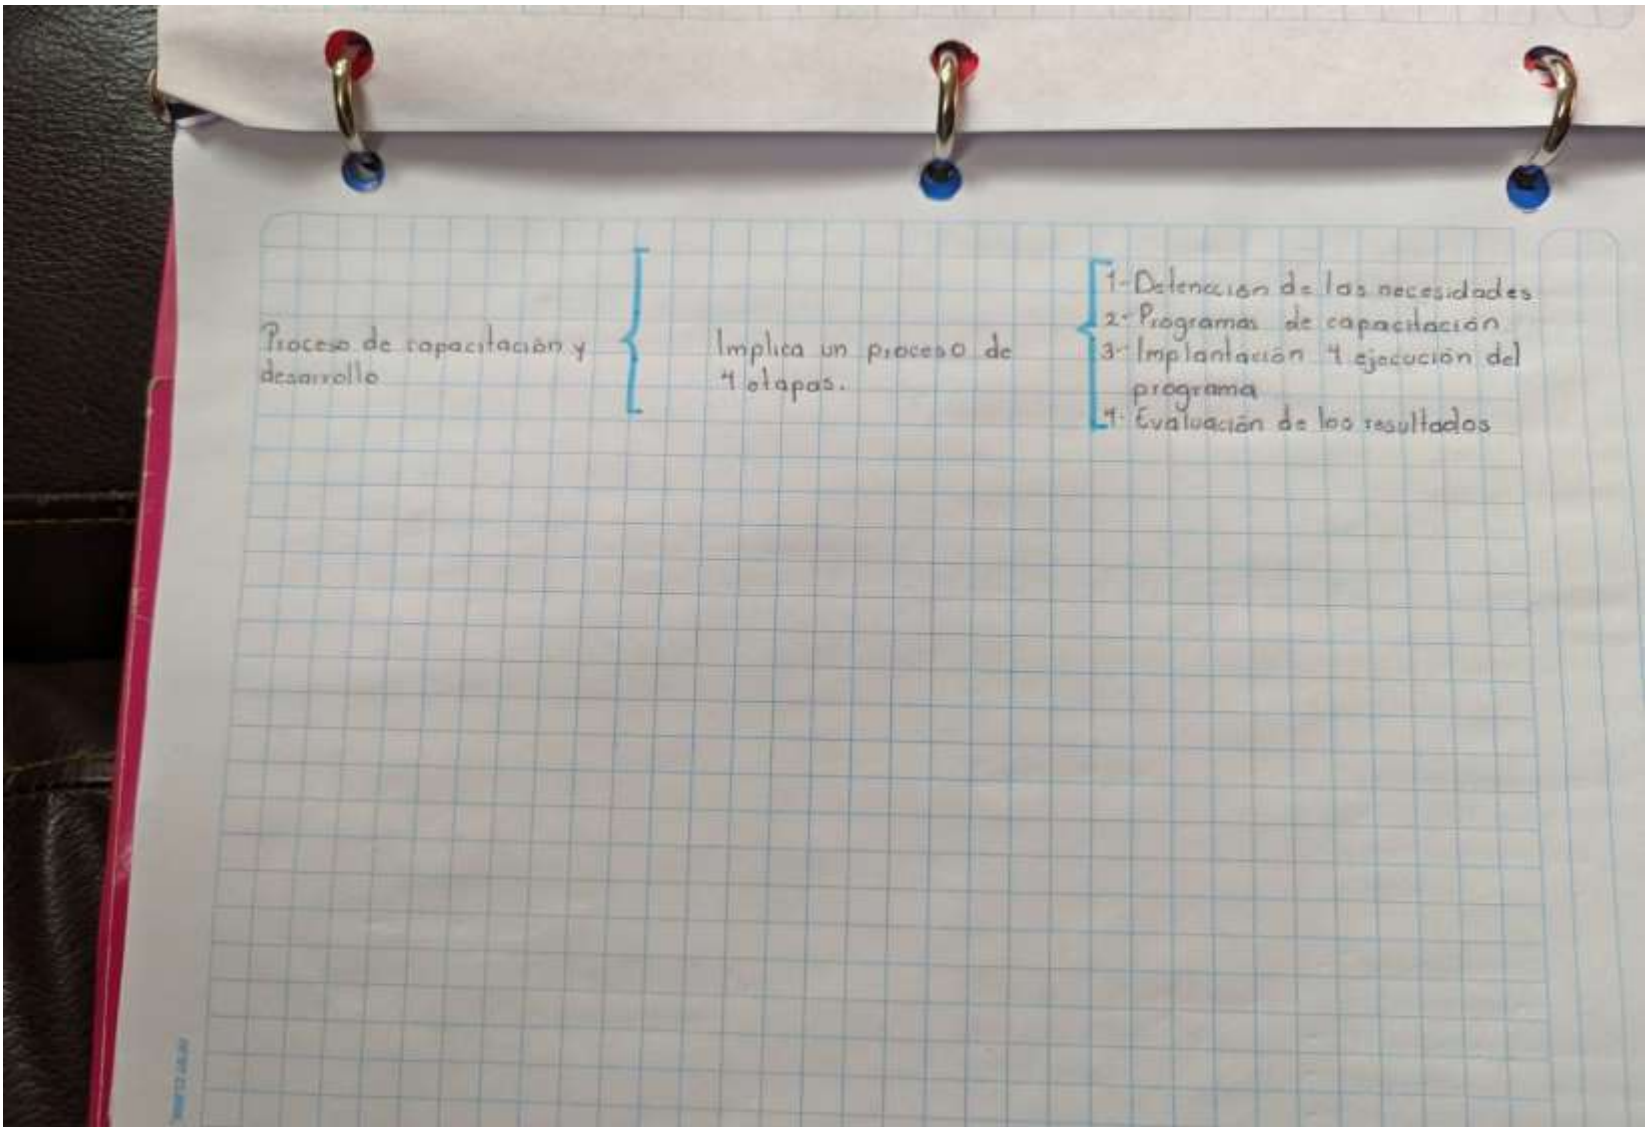 Proceso de capacitación y
desarrollo
Implica un proceso de
4 etapas.
1- Detencción de las necesidades
2- Programas de capacitación
3- Implantación y ejecución del
programa
4- Evaluación de los resultados